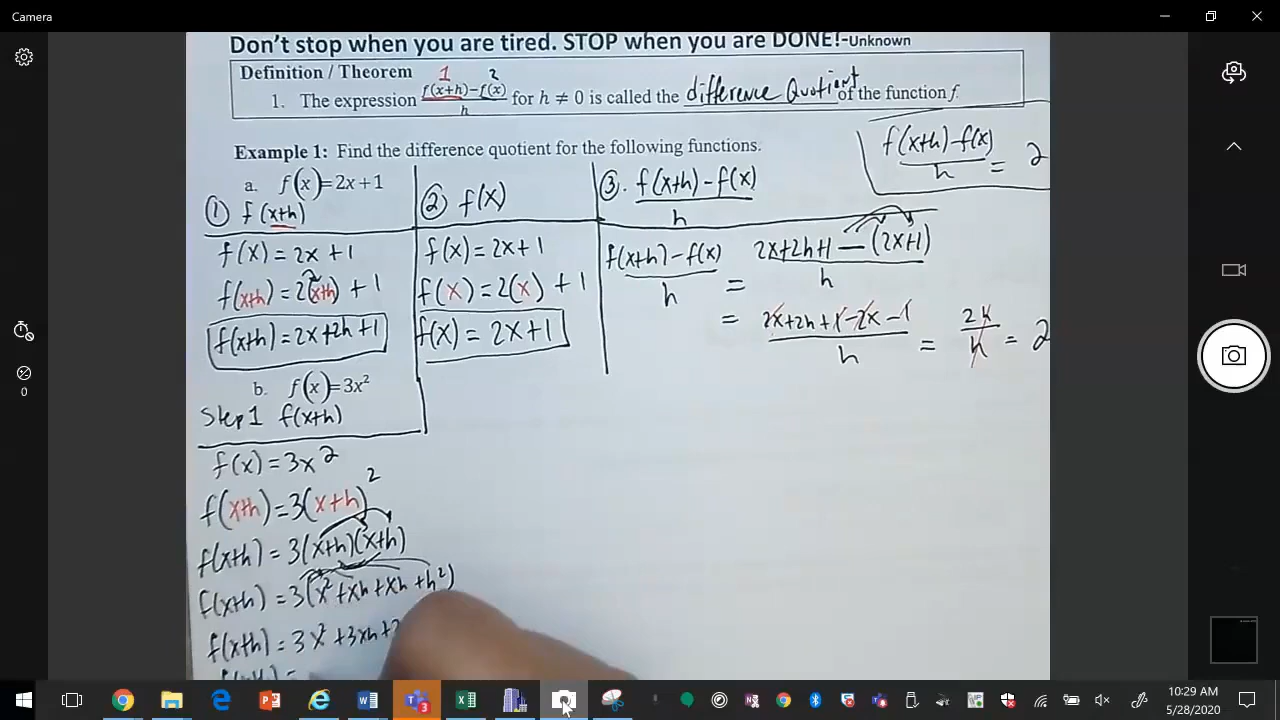 Camera
Don't stop when you are tired. STOP when you are DONE!-Unknown
Definition / Theorem
1 2
1. The expression f(x+h)−f(x) / h for h ≠ 0 is called the difference Quotient of the function f.
f(x+h)-f(x) / h = 2
Example 1: Find the difference quotient for the following functions.
a. f(x)=2x+1
① f(x+h)
f(x) = 2x + 1
f(x+h) = 2(x+h) + 1
f(x+h) = 2x+2h+1
② f(x)
f(x) = 2x+1
f(x) = 2(x) + 1
f(x) = 2x+1
③. f(x+h)-f(x) / h
f(x+h)-f(x) / h = 2x+2h+1-(2x+1) / h
= 2x+2h+1-2x-1 / h = 2h / h = 2
b. f(x)=3x²
Step 1 f(x+h)
f(x) = 3x²
f(x+h) = 3(x+h)²
f(x+h) = 3(x+h)(x+h)
f(x+h) = 3(x²+xh+xh+h²)
f(x+h) = 3x²+3xh+
0
3
10:29 AM
5/28/2020